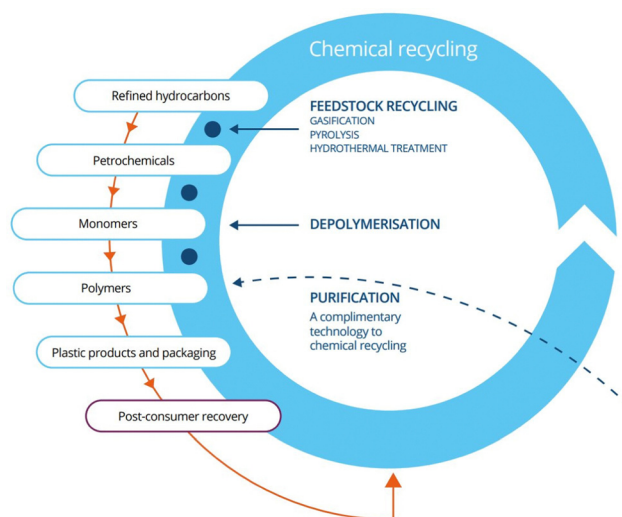 Chemical recycling
Refined hydrocarbons
FEEDSTOCK RECYCLING
GASIFICATION
PYROLYSIS
HYDROTHERMAL TREATMENT
Petrochemicals
Monomers
DEPOLYMERISATION
Polymers
PURIFICATION
A complimentary
technology to
chemical recycling
Plastic products and packaging
Post-consumer recovery